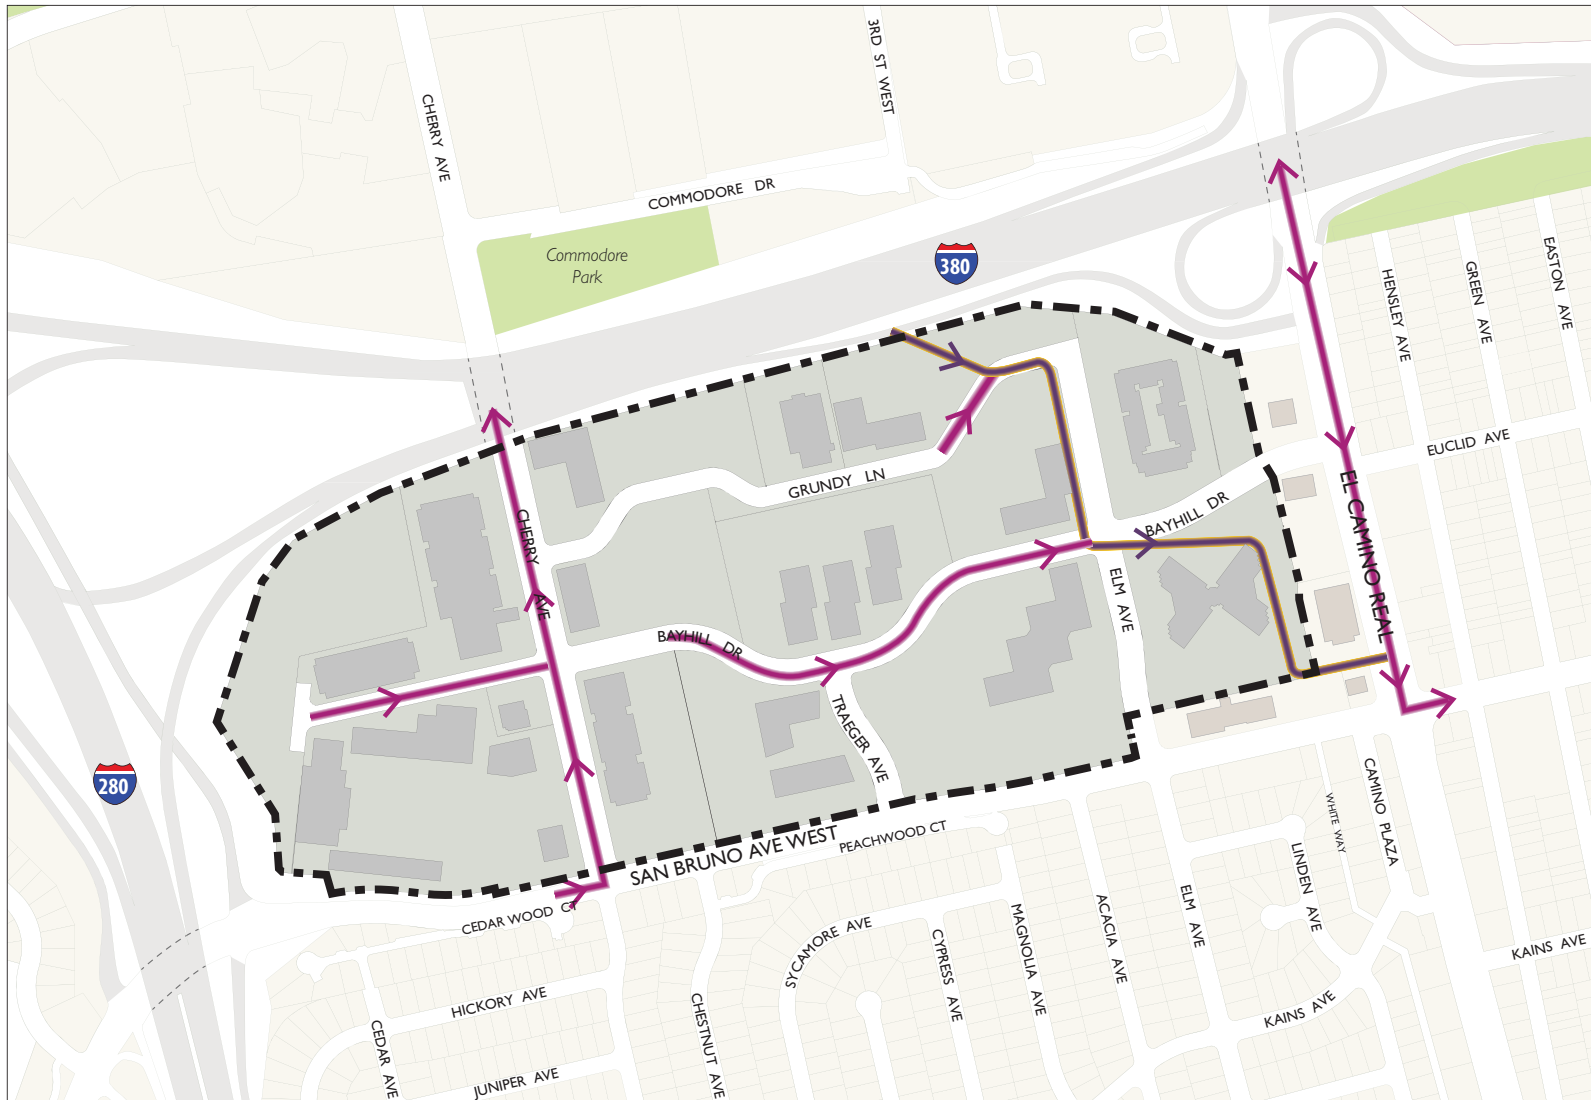 3RD ST WEST
CHERRY AVE
COMMODORE DR
Commodore
Park
380
EASTON AVE
GREEN AVE
HENSLEY AVE
EUCLID AVE
GRUNDY LN
BAYHILL DR
EL CAMINO REAL
CHERRY AVE
ELM AVE
BAYHILL DR
TRAEGER AVE
280
CAMINO PLAZA
WHITE WAY
SAN BRUNO AVE WEST
PEACHWOOD CT
LINDEN AVE
CEDAR WOOD CT
SYCAMORE AVE
CYPRESS AVE
MAGNOLIA AVE
ACACIA AVE
ELM AVE
KAINS AVE
HICKORY AVE
CHESTNUT AVE
KAINS AVE
CEDAR AVE
JUNIPER AVE